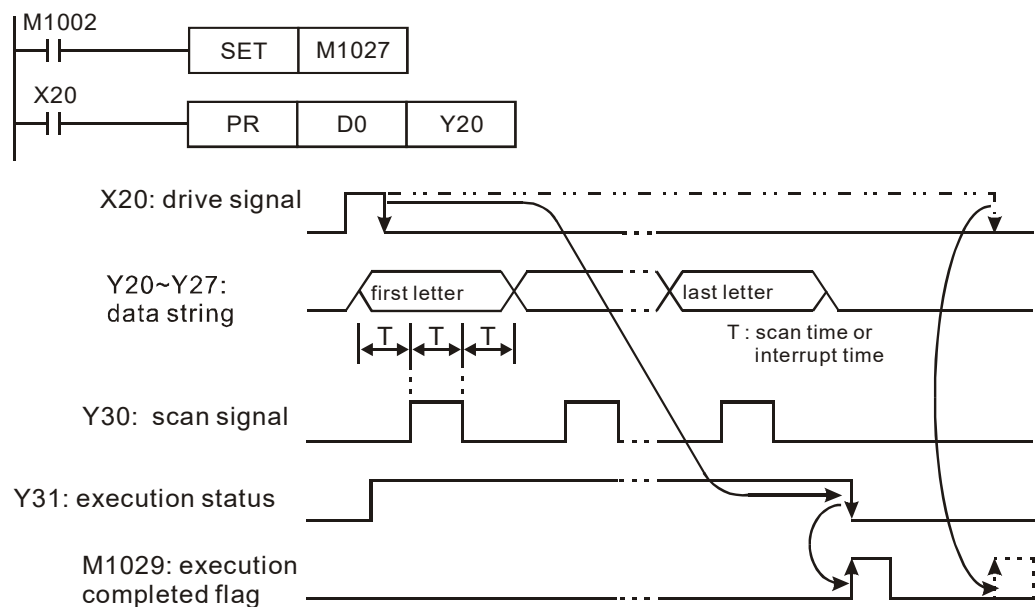 M1002
SET M1027
X20
PR D0 Y20
X20: drive signal
Y20~Y27:
data string
first letter
last letter
T T T
T : scan time or
interrupt time
Y30: scan signal
Y31: execution status
M1029: execution
completed flag